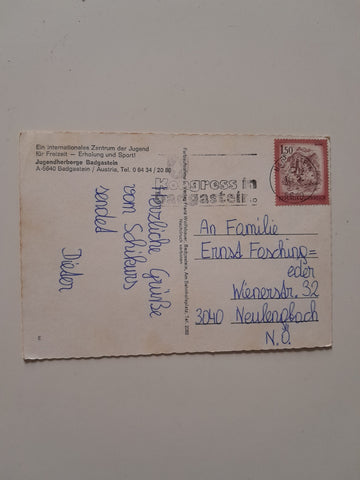 Ein internationales Zentrum der Jugend
für Freizeit — Erholung und Sport!
Jugendherberge Badgastein
A-5640 Badgastein / Austria, Tel. 0 64 34 / 20 80
Herzliche Grüße
vom Schikurs
sendet
Dieter
Kongress in
badgastein.
1.50
An Familie
Ernst Fasching=
eder
Wienerstr. 32
3040 Neulengbach
N.Ö.